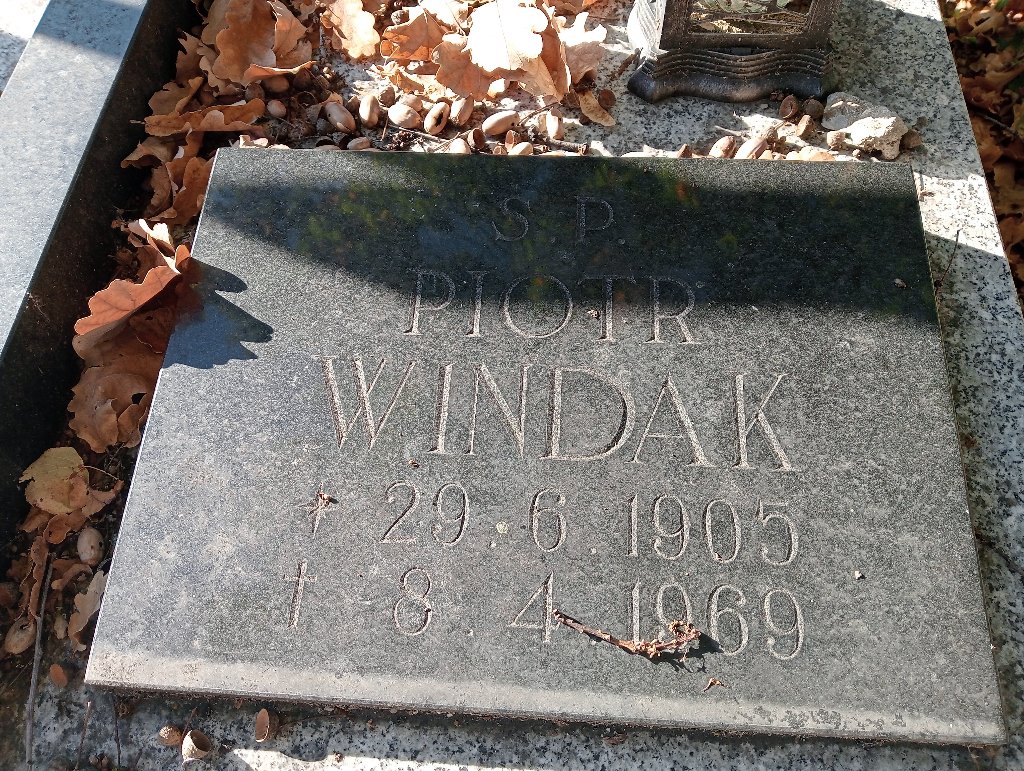 S. P.
PIOTR
WINDAK
* 29.6.1905
† 8.4.1969